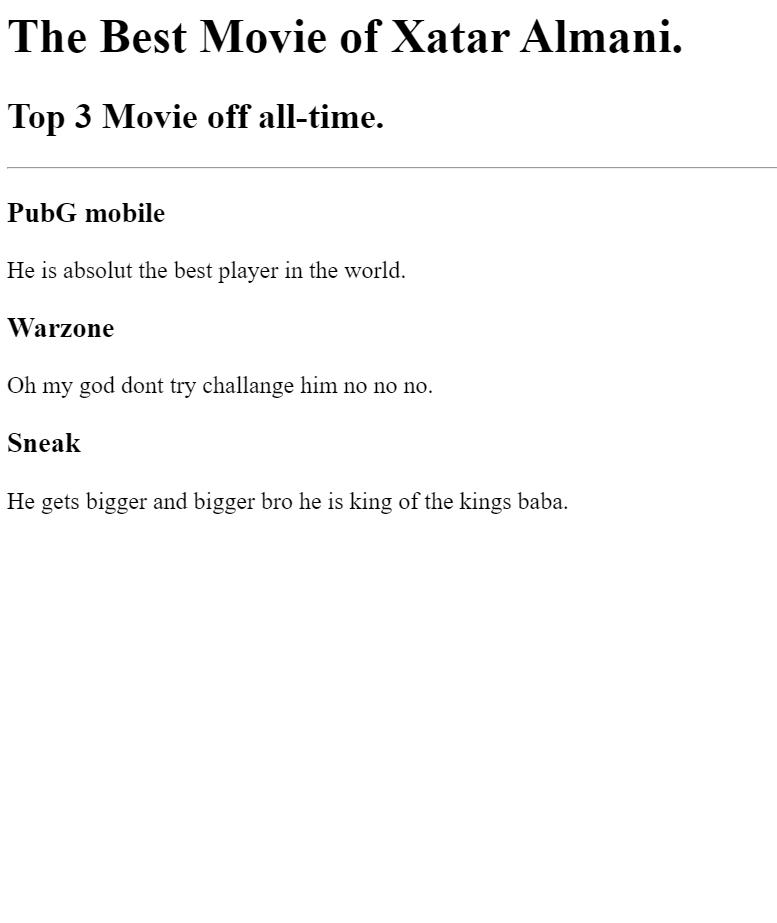 The Best Movie of Xatar Almani.
Top 3 Movie off all-time.
PubG mobile
He is absolut the best player in the world.
Warzone
Oh my god dont try challange him no no no.
Sneak
He gets bigger and bigger bro he is king of the kings baba.